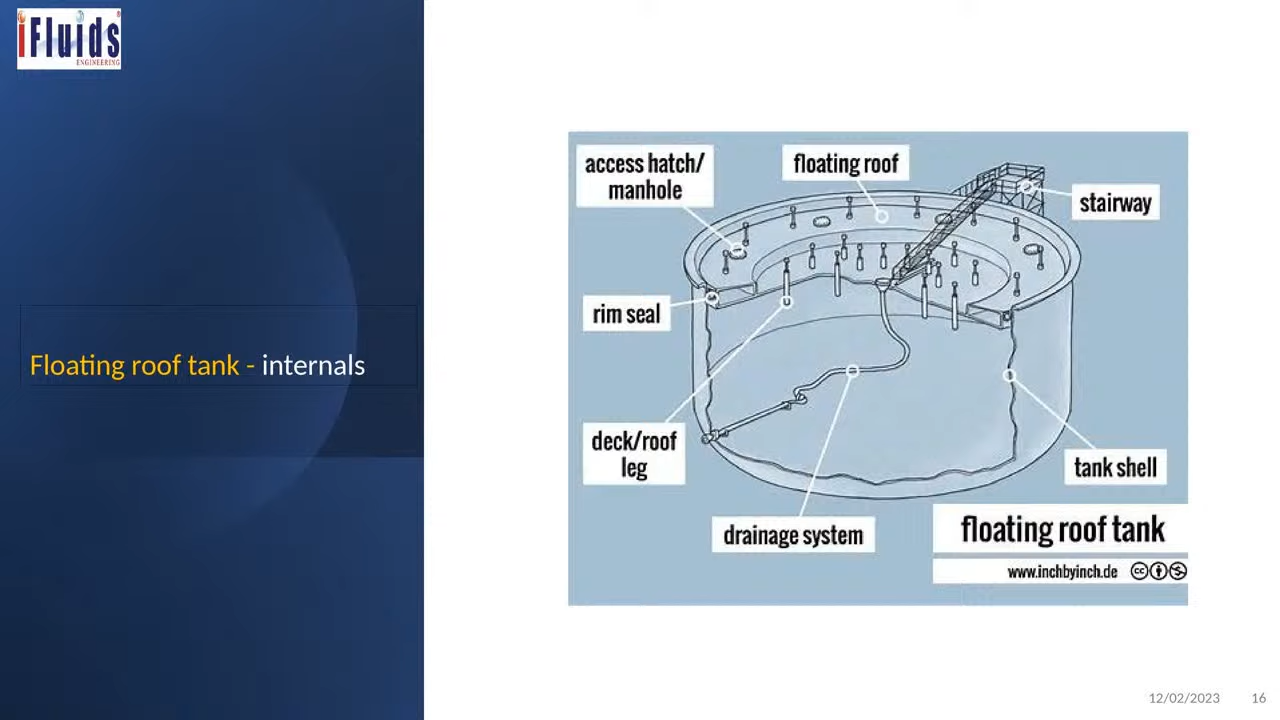 iFluids
ENGINEERING
Floating roof tank - internals
access hatch/
manhole
floating roof
stairway
rim seal
deck/roof
leg
tank shell
drainage system
floating roof tank
www.inchbyinch.de
cc
12/02/2023 16